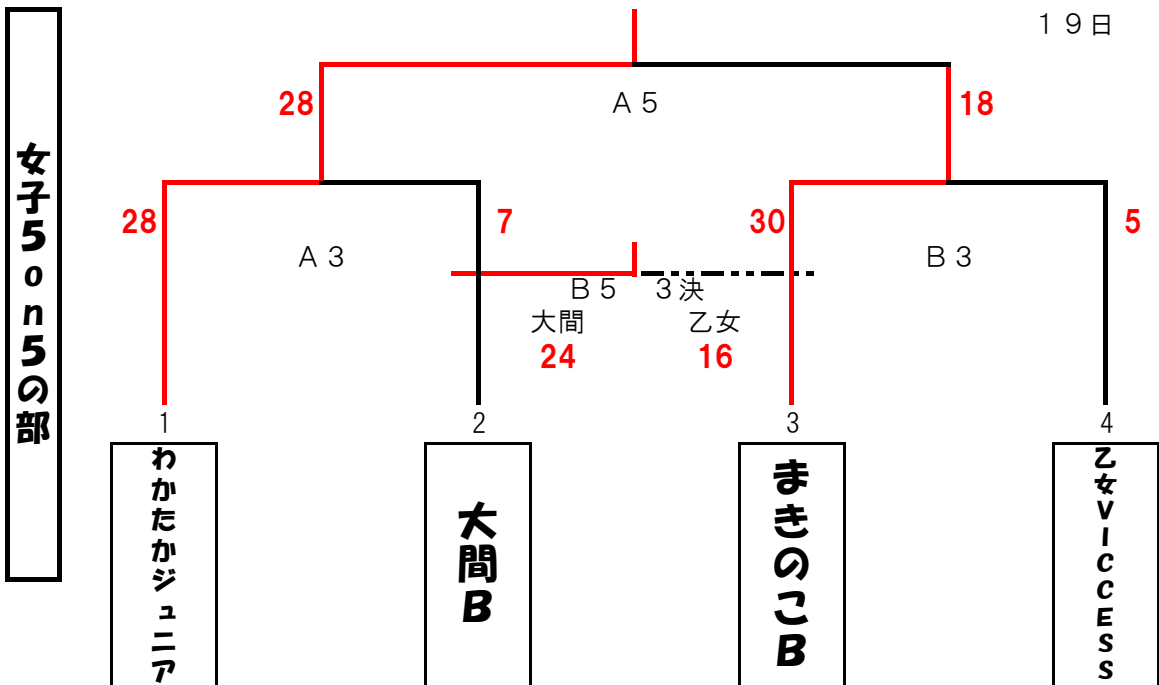 女子5on5の部
１９日
28
Ａ５
18
28
7
30
5
Ａ３
Ｂ３
Ｂ５ ３決
大間
乙女
24
16
1
2
3
4
わかたかジュニア
大間B
まきのこB
乙女VICCESS